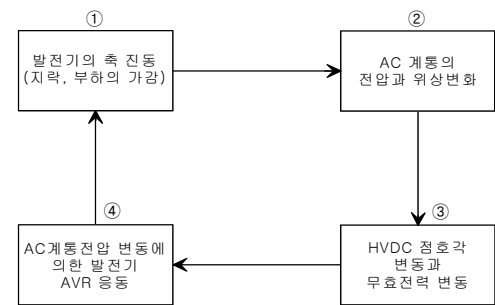 ①
발전기의 축 진동
(지락, 부하의 가감)
②
AC 계통의
전압과 위상변화
③
HVDC 점호각
변동과
무효전력 변동
④
AC계통전압 변동에
의한 발전기
AVR 응동